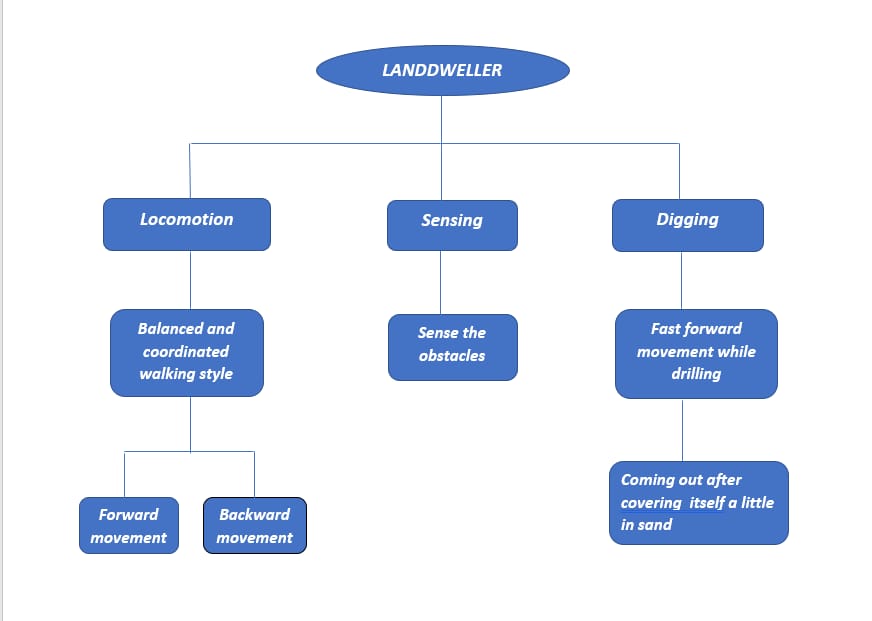 LANDDWELLER
Locomotion
Sensing
Digging
Balanced and
coordinated
walking style
Sense the
obstacles
Fast forward
movement while
drilling
Forward
movement
Backward
movement
Coming out after
covering  itself a little
in sand